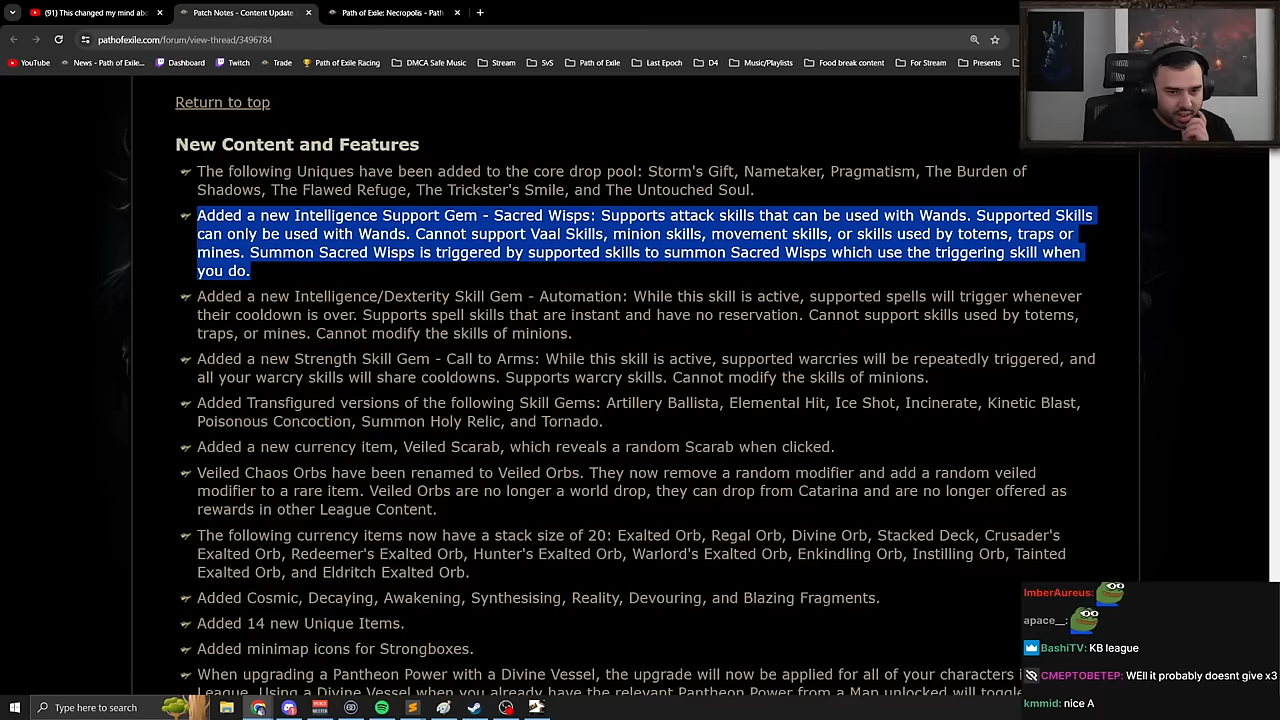 (91) This changed my mind abo
Patch Notes - Content Update
Path of Exile: Necropolis - Path
pathofexile.com/forum/view-thread/3496784
YouTube
News - Path of Exile...
Dashboard
Twitch
Trade
Path of Exile Racing
DMCA Safe Music
Stream
SvS
Path of Exile
Last Epoch
D4
Music/Playlists
Food break content
For Stream
Presents
Return to top
New Content and Features
The following Uniques have been added to the core drop pool: Storm's Gift, Nametaker, Pragmatism, The Burden of
Shadows, The Flawed Refuge, The Trickster's Smile, and The Untouched Soul.
Added a new Intelligence Support Gem - Sacred Wisps: Supports attack skills that can be used with Wands. Supported Skills
can only be used with Wands. Cannot support Vaal Skills, minion skills, movement skills, or skills used by totems, traps or
mines. Summon Sacred Wisps is triggered by supported skills to summon Sacred Wisps which use the triggering skill when
you do.
Added a new Intelligence/Dexterity Skill Gem - Automation: While this skill is active, supported spells will trigger whenever
their cooldown is over. Supports spell skills that are instant and have no reservation. Cannot support skills used by totems,
traps, or mines. Cannot modify the skills of minions.
Added a new Strength Skill Gem - Call to Arms: While this skill is active, supported warcries will be repeatedly triggered, and
all your warcry skills will share cooldowns. Supports warcry skills. Cannot modify the skills of minions.
Added Transfigured versions of the following Skill Gems: Artillery Ballista, Elemental Hit, Ice Shot, Incinerate, Kinetic Blast,
Poisonous Concoction, Summon Holy Relic, and Tornado.
Added a new currency item, Veiled Scarab, which reveals a random Scarab when clicked.
Veiled Chaos Orbs have been renamed to Veiled Orbs. They now remove a random modifier and add a random veiled
modifier to a rare item. Veiled Orbs are no longer a world drop, they can drop from Catarina and are no longer offered as
rewards in other League Content.
The following currency items now have a stack size of 20: Exalted Orb, Regal Orb, Divine Orb, Stacked Deck, Crusader's
Exalted Orb, Redeemer's Exalted Orb, Hunter's Exalted Orb, Warlord's Exalted Orb, Enkindling Orb, Instilling Orb, Tainted
Exalted Orb, and Eldritch Exalted Orb.
Added Cosmic, Decaying, Awakening, Synthesising, Reality, Devouring, and Blazing Fragments.
Added 14 new Unique Items.
Added minimap icons for Strongboxes.
When upgrading a Pantheon Power with a Divine Vessel, the upgrade will now be applied for all of your characters i
League. Using a Divine Vessel when you already have the relevant Pantheon Power from a Map unlocked will toggle
ImberAureus:
apace__:
BashiTV: KB league
CMEPTOBETEP: WEll it probably doesnt give x3
kmmid: nice A
Type here to search